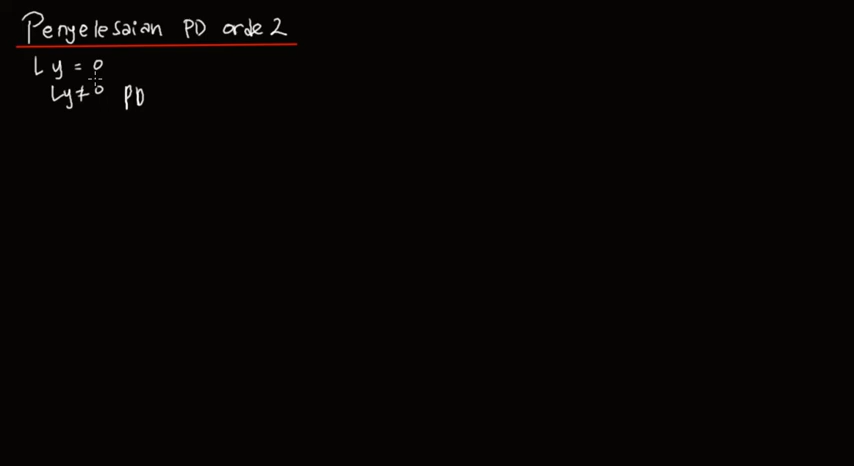 Penyelesaian PD orde 2
Ly = 0
Ly ≠ 0 PD